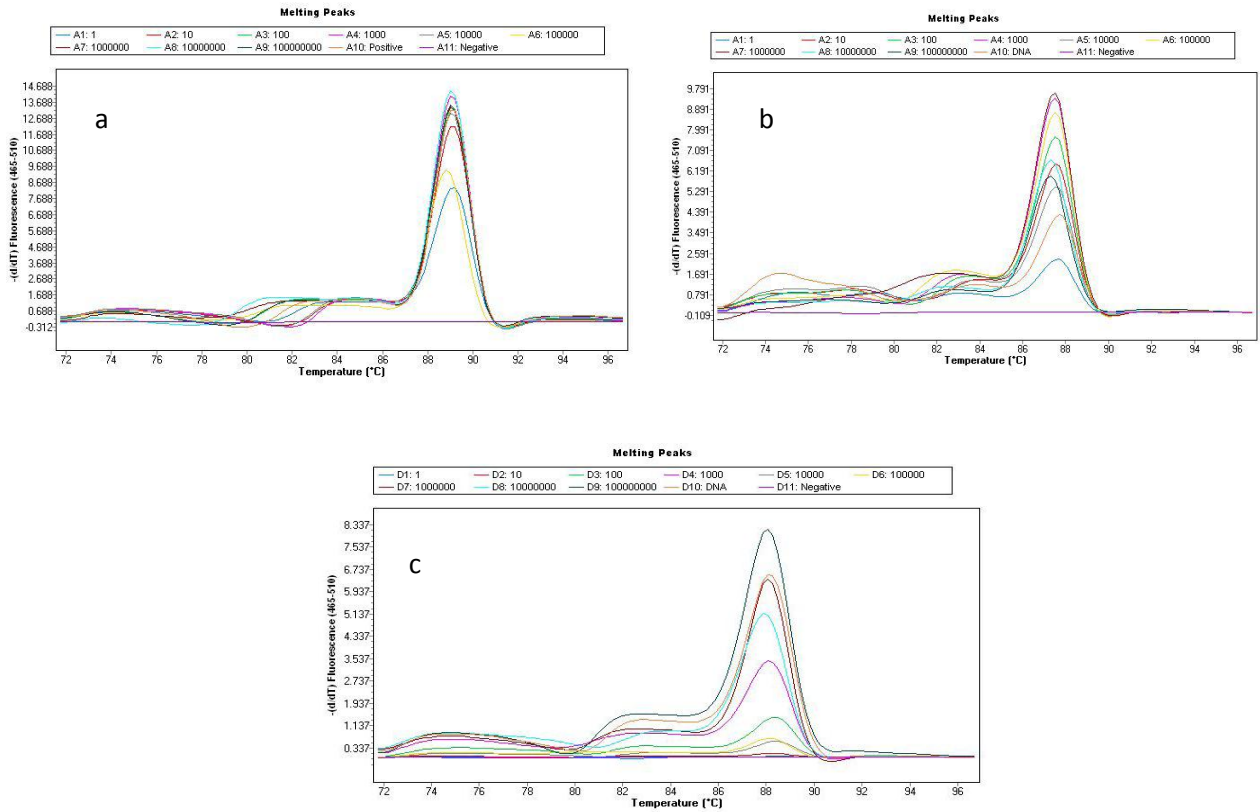 Melting Peaks
A1: 1 A2: 10 A3: 100 A4: 1000 A5: 10000 A6: 100000
A7: 1000000 A8: 10000000 A9: 100000000 A10: Positive A11: Negative
a
14.688
13.688
12.688
11.688
10.688
9.688
8.688
7.688
6.688
5.688
4.688
3.688
2.688
1.688
0.688
-0.312
-(d/dT) Fluorescence (465-510)
72 74 76 78 80 82 84 86 88 90 92 94 96
Temperature (°C)
Melting Peaks
A1: 1 A2: 10 A3: 100 A4: 1000 A5: 10000 A6: 100000
A7: 1000000 A8: 10000000 A9: 100000000 A10: DNA A11: Negative
b
9.791
8.891
7.991
7.091
6.191
5.291
4.391
3.491
2.591
1.691
0.791
-0.109
-(d/dT) Fluorescence (465-510)
72 74 76 78 80 82 84 86 88 90 92 94 96
Temperature (°C)
Melting Peaks
D1: 1 D2: 10 D3: 100 D4: 1000 D5: 10000 D6: 100000
D7: 1000000 D8: 10000000 D9: 100000000 D10: DNA D11: Negative
c
8.337
7.537
6.737
5.937
5.137
4.337
3.537
2.737
1.937
1.137
0.337
-(d/dT) Fluorescence (465-510)
72 74 76 78 80 82 84 86 88 90 92 94 96
Temperature (°C)